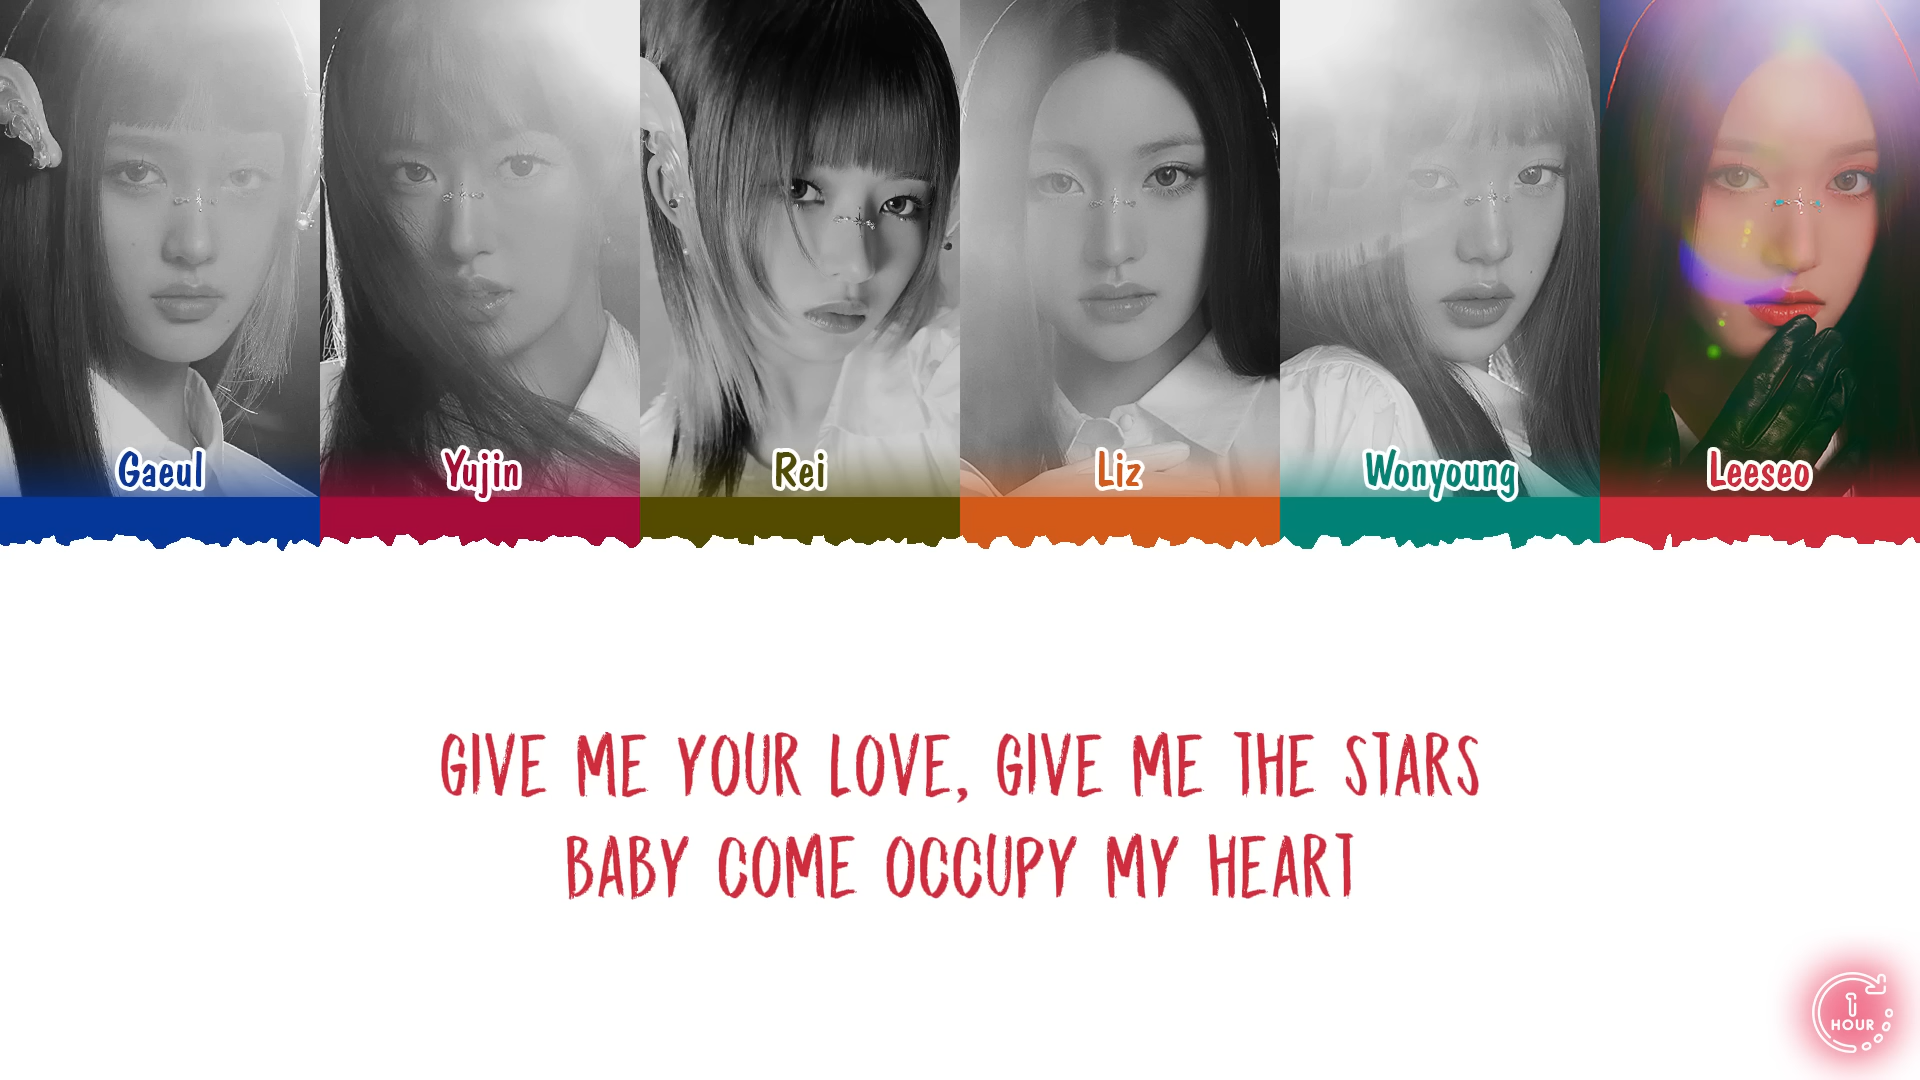 Gaeul
Yujin
Rei
Liz
Wonyoung
Leeseo
GIVE ME YOUR LOVE, GIVE ME THE STARS
BABY COME OCCUPY MY HEART
1
HOUR